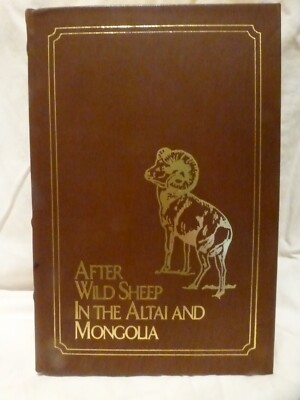 AFTER
WILD SHEEP
IN THE ALTAI AND
MONGOLIA